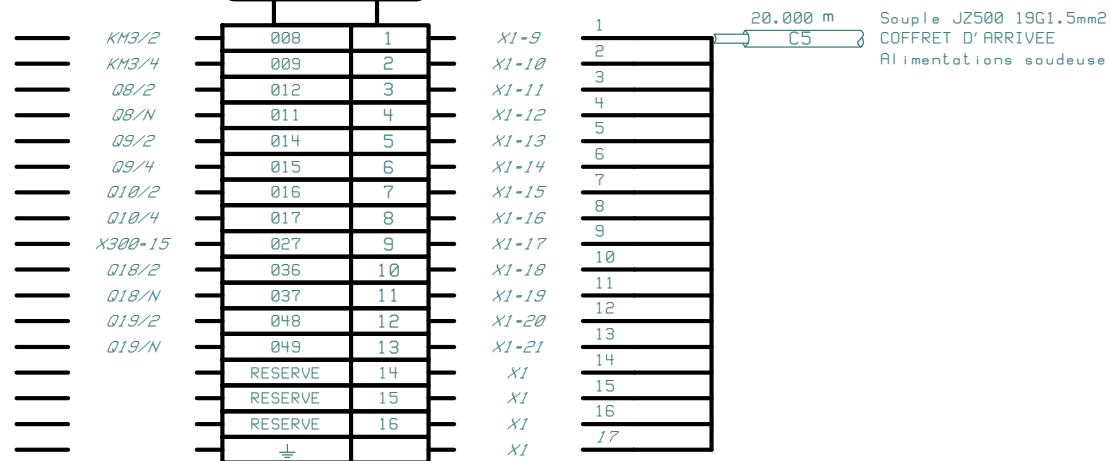 20.000 m Souple JZ500 19G1.5mm2
C5 COFFRET D'ARRIVEE
Alimentations soudeuse
KM3/2 008 1 X1-9 1
KM3/4 009 2 X1-10 2
Q8/2 012 3 X1-11 3
Q8/N 011 4 X1-12 4
Q9/2 014 5 X1-13 5
Q9/4 015 6 X1-14 6
Q10/2 016 7 X1-15 7
Q10/4 017 8 X1-16 8
X300-15 027 9 X1-17 9
Q18/2 036 10 X1-18 10
Q18/N 037 11 X1-19 11
Q19/2 048 12 X1-20 12
Q19/N 049 13 X1-21 13
RESERVE 14 X1 14
RESERVE 15 X1 15
RESERVE 16 X1 16
X1 17